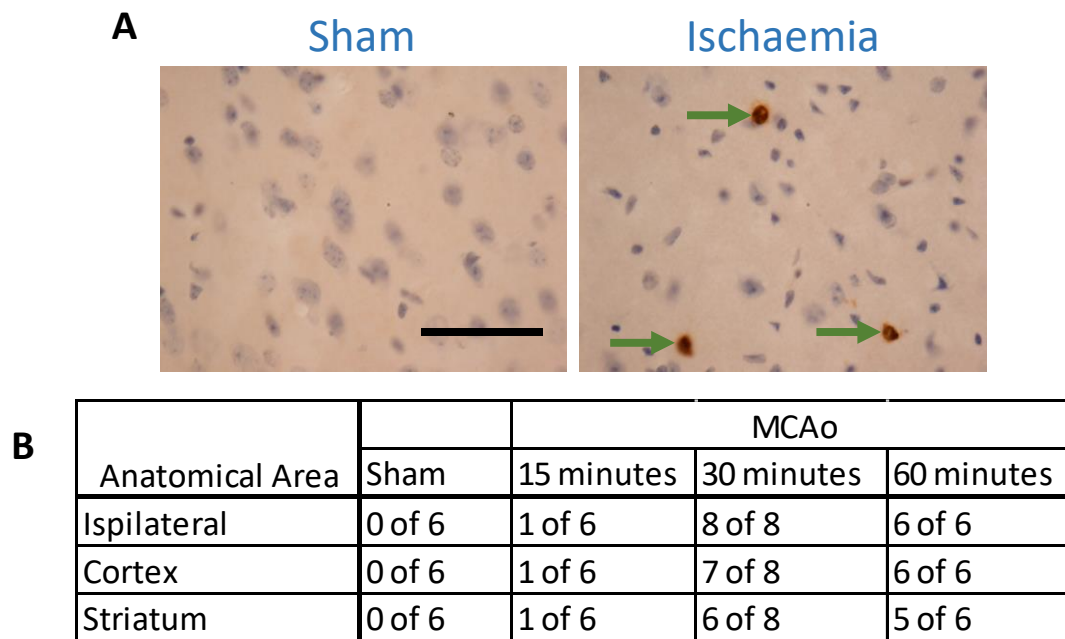 A
Sham Ischaemia
B
MCAo
Anatomical Area Sham 15 minutes 30 minutes 60 minutes
Ispilateral 0 of 6 1 of 6 8 of 8 6 of 6
Cortex 0 of 6 1 of 6 7 of 8 6 of 6
Striatum 0 of 6 1 of 6 6 of 8 5 of 6